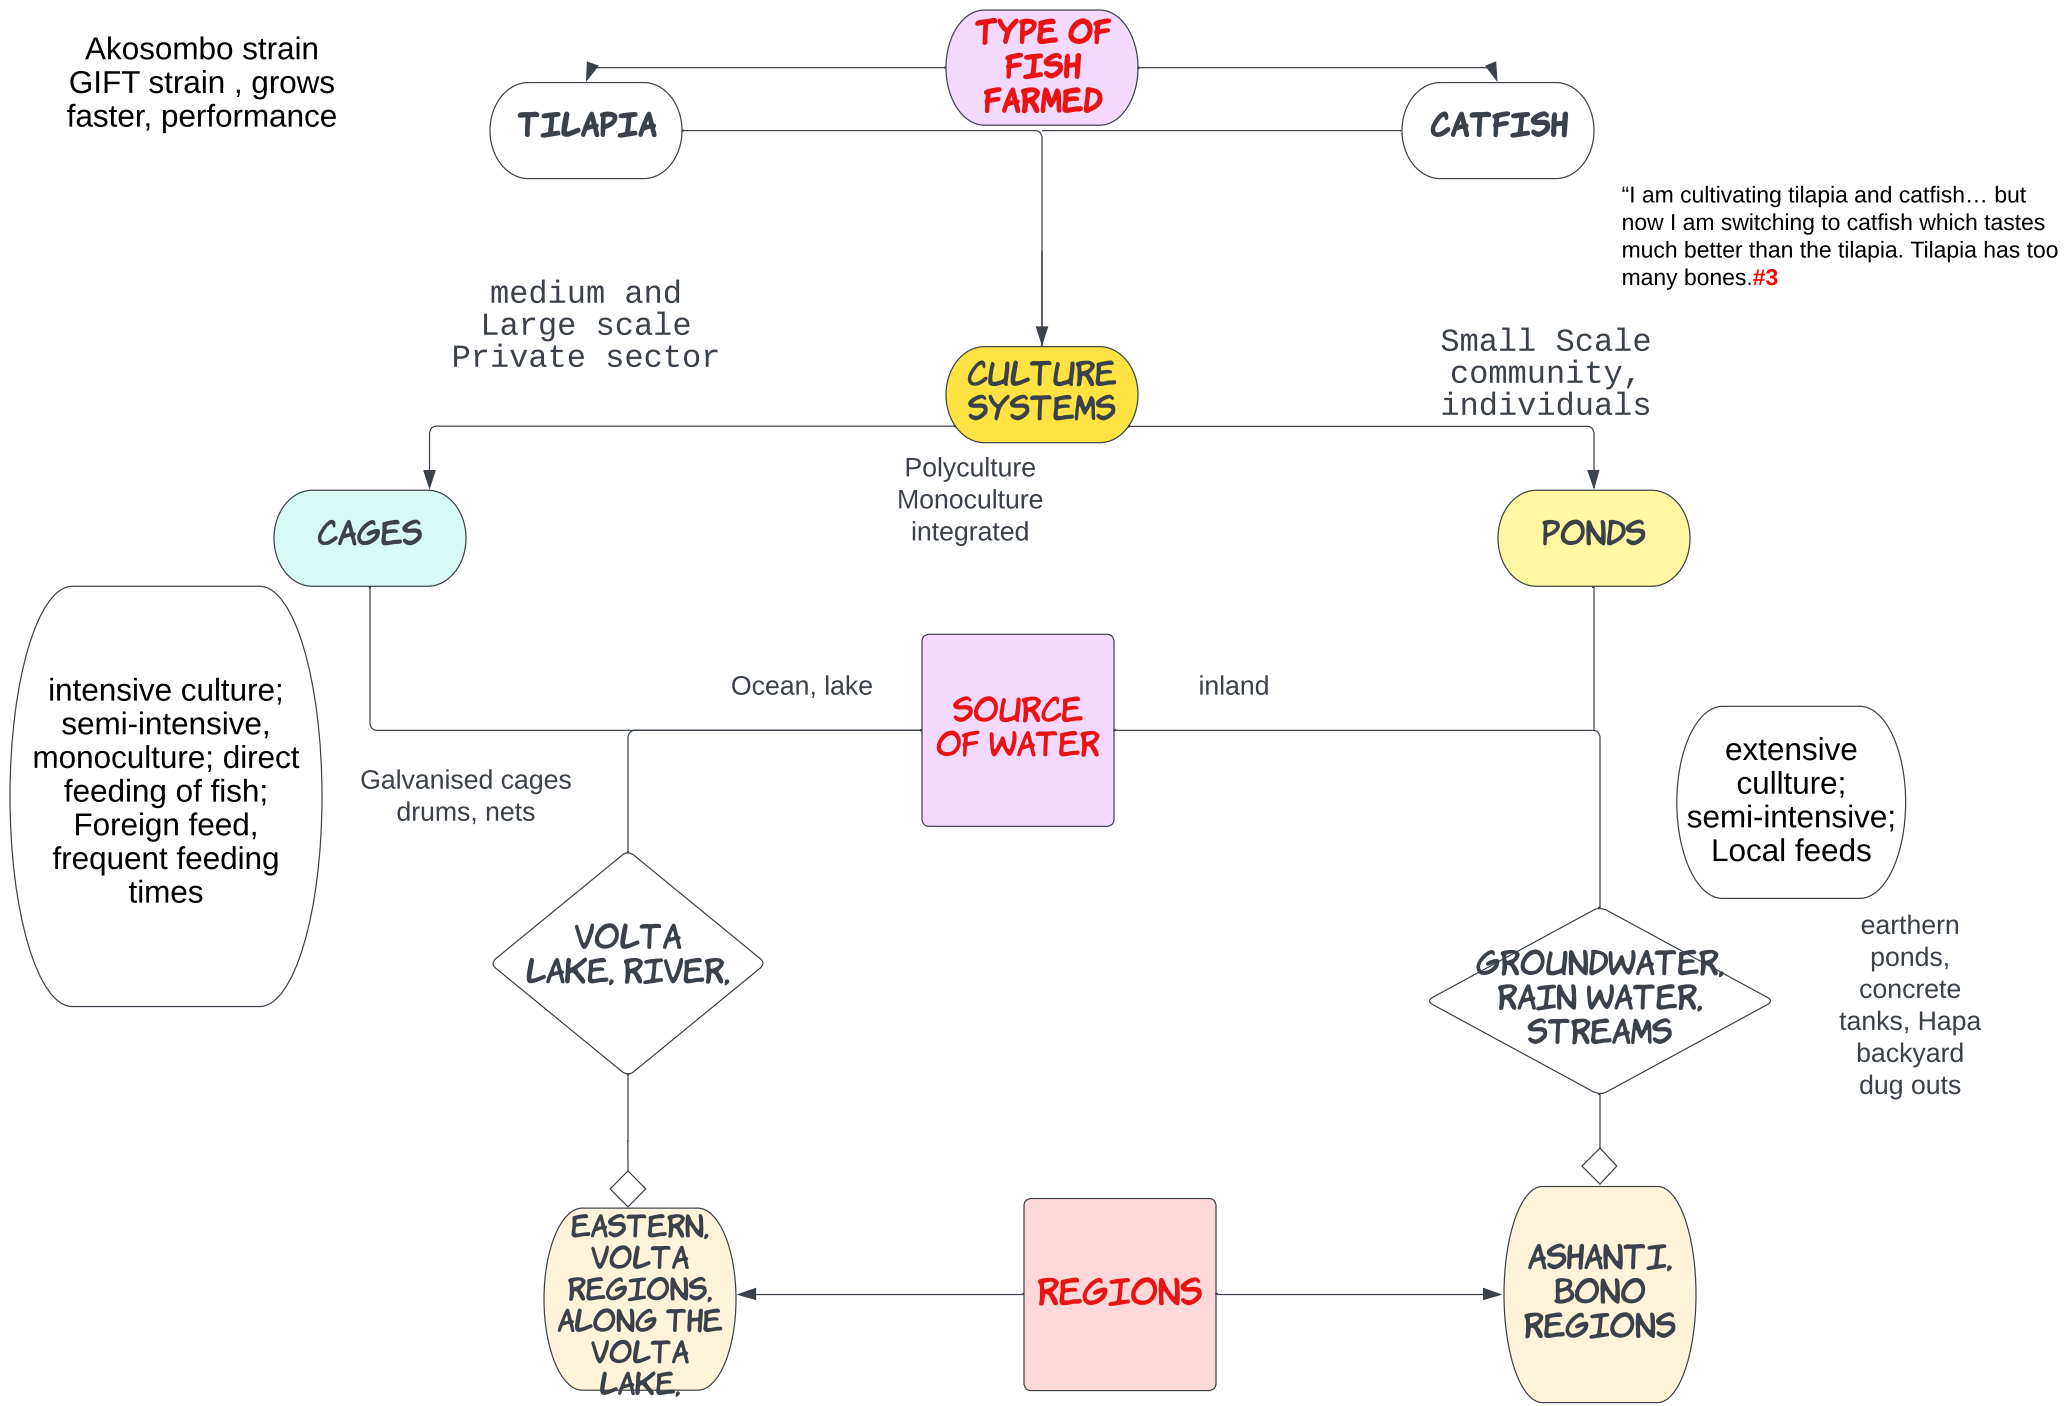 Akosombo strain
GIFT strain , grows
faster, performance
TYPE OF
FISH
FARMED
TILAPIA
CATFISH
“I am cultivating tilapia and catfish… but
now I am switching to catfish which tastes
much better than the tilapia. Tilapia has too
many bones.#3
medium and
Large scale
Private sector
Small Scale
community,
individuals
CULTURE
SYSTEMS
Polyculture
Monoculture
integrated
CAGES
PONDS
intensive culture;
semi-intensive,
monoculture; direct
feeding of fish;
Foreign feed,
frequent feeding
times
Ocean, lake
SOURCE
OF WATER
inland
Galvanised cages
drums, nets
extensive
cullture;
semi-intensive;
Local feeds
VOLTA
LAKE, RIVER,
GROUNDWATER,
RAIN WATER,
STREAMS
earthern
ponds,
concrete
tanks, Hapa
backyard
dug outs
EASTERN,
VOLTA
REGIONS,
ALONG THE
VOLTA
LAKE,
REGIONS
ASHANTI,
BONO
REGIONS